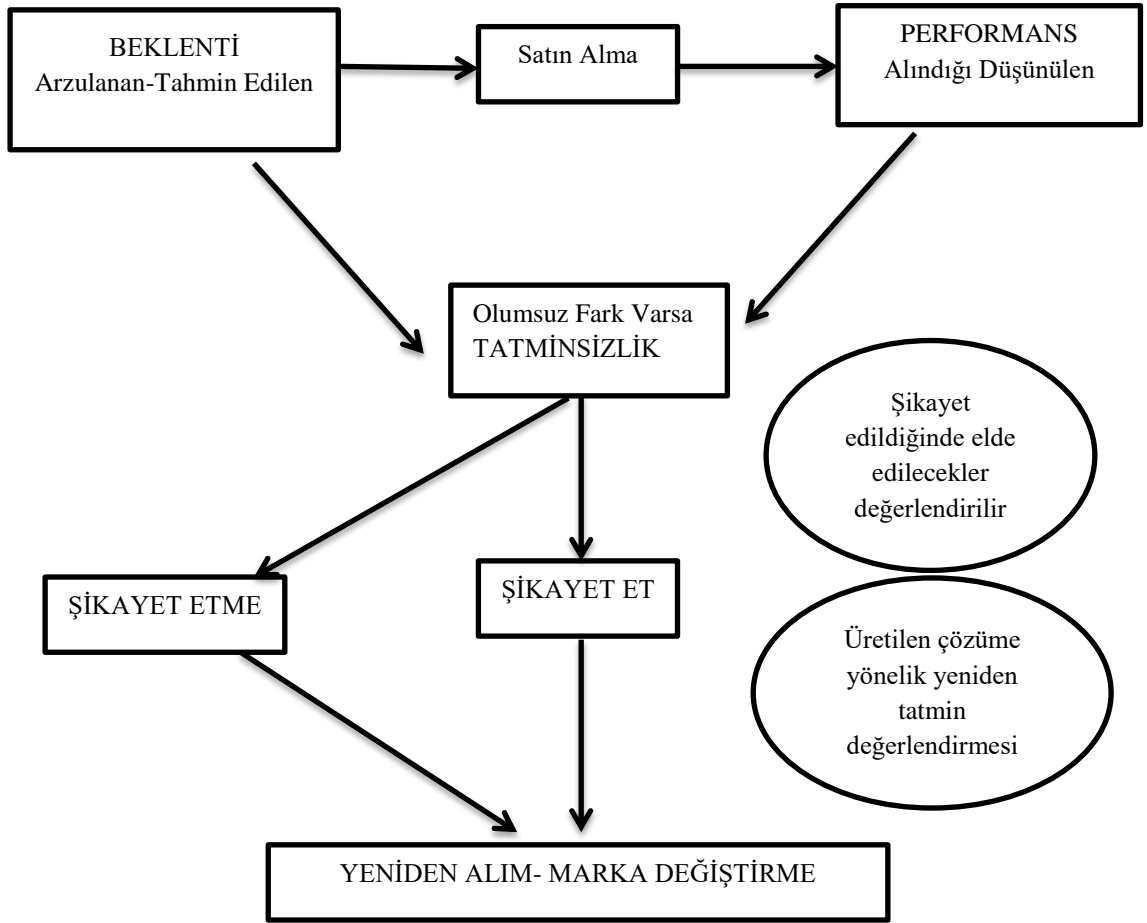 BEKLENTİ
Arzulanan-Tahmin Edilen
Satın Alma
PERFORMANS
Alındığı Düşünülen
Olumsuz Fark Varsa
TATMİNSİZLİK
Şikayet
edildiğinde elde
edilecekler
değerlendirilir
ŞİKAYET ETME
ŞİKAYET ET
Üretilen çözüme
yönelik yeniden
tatmin
değerlendirmesi
YENİDEN ALIM- MARKA DEĞİŞTİRME